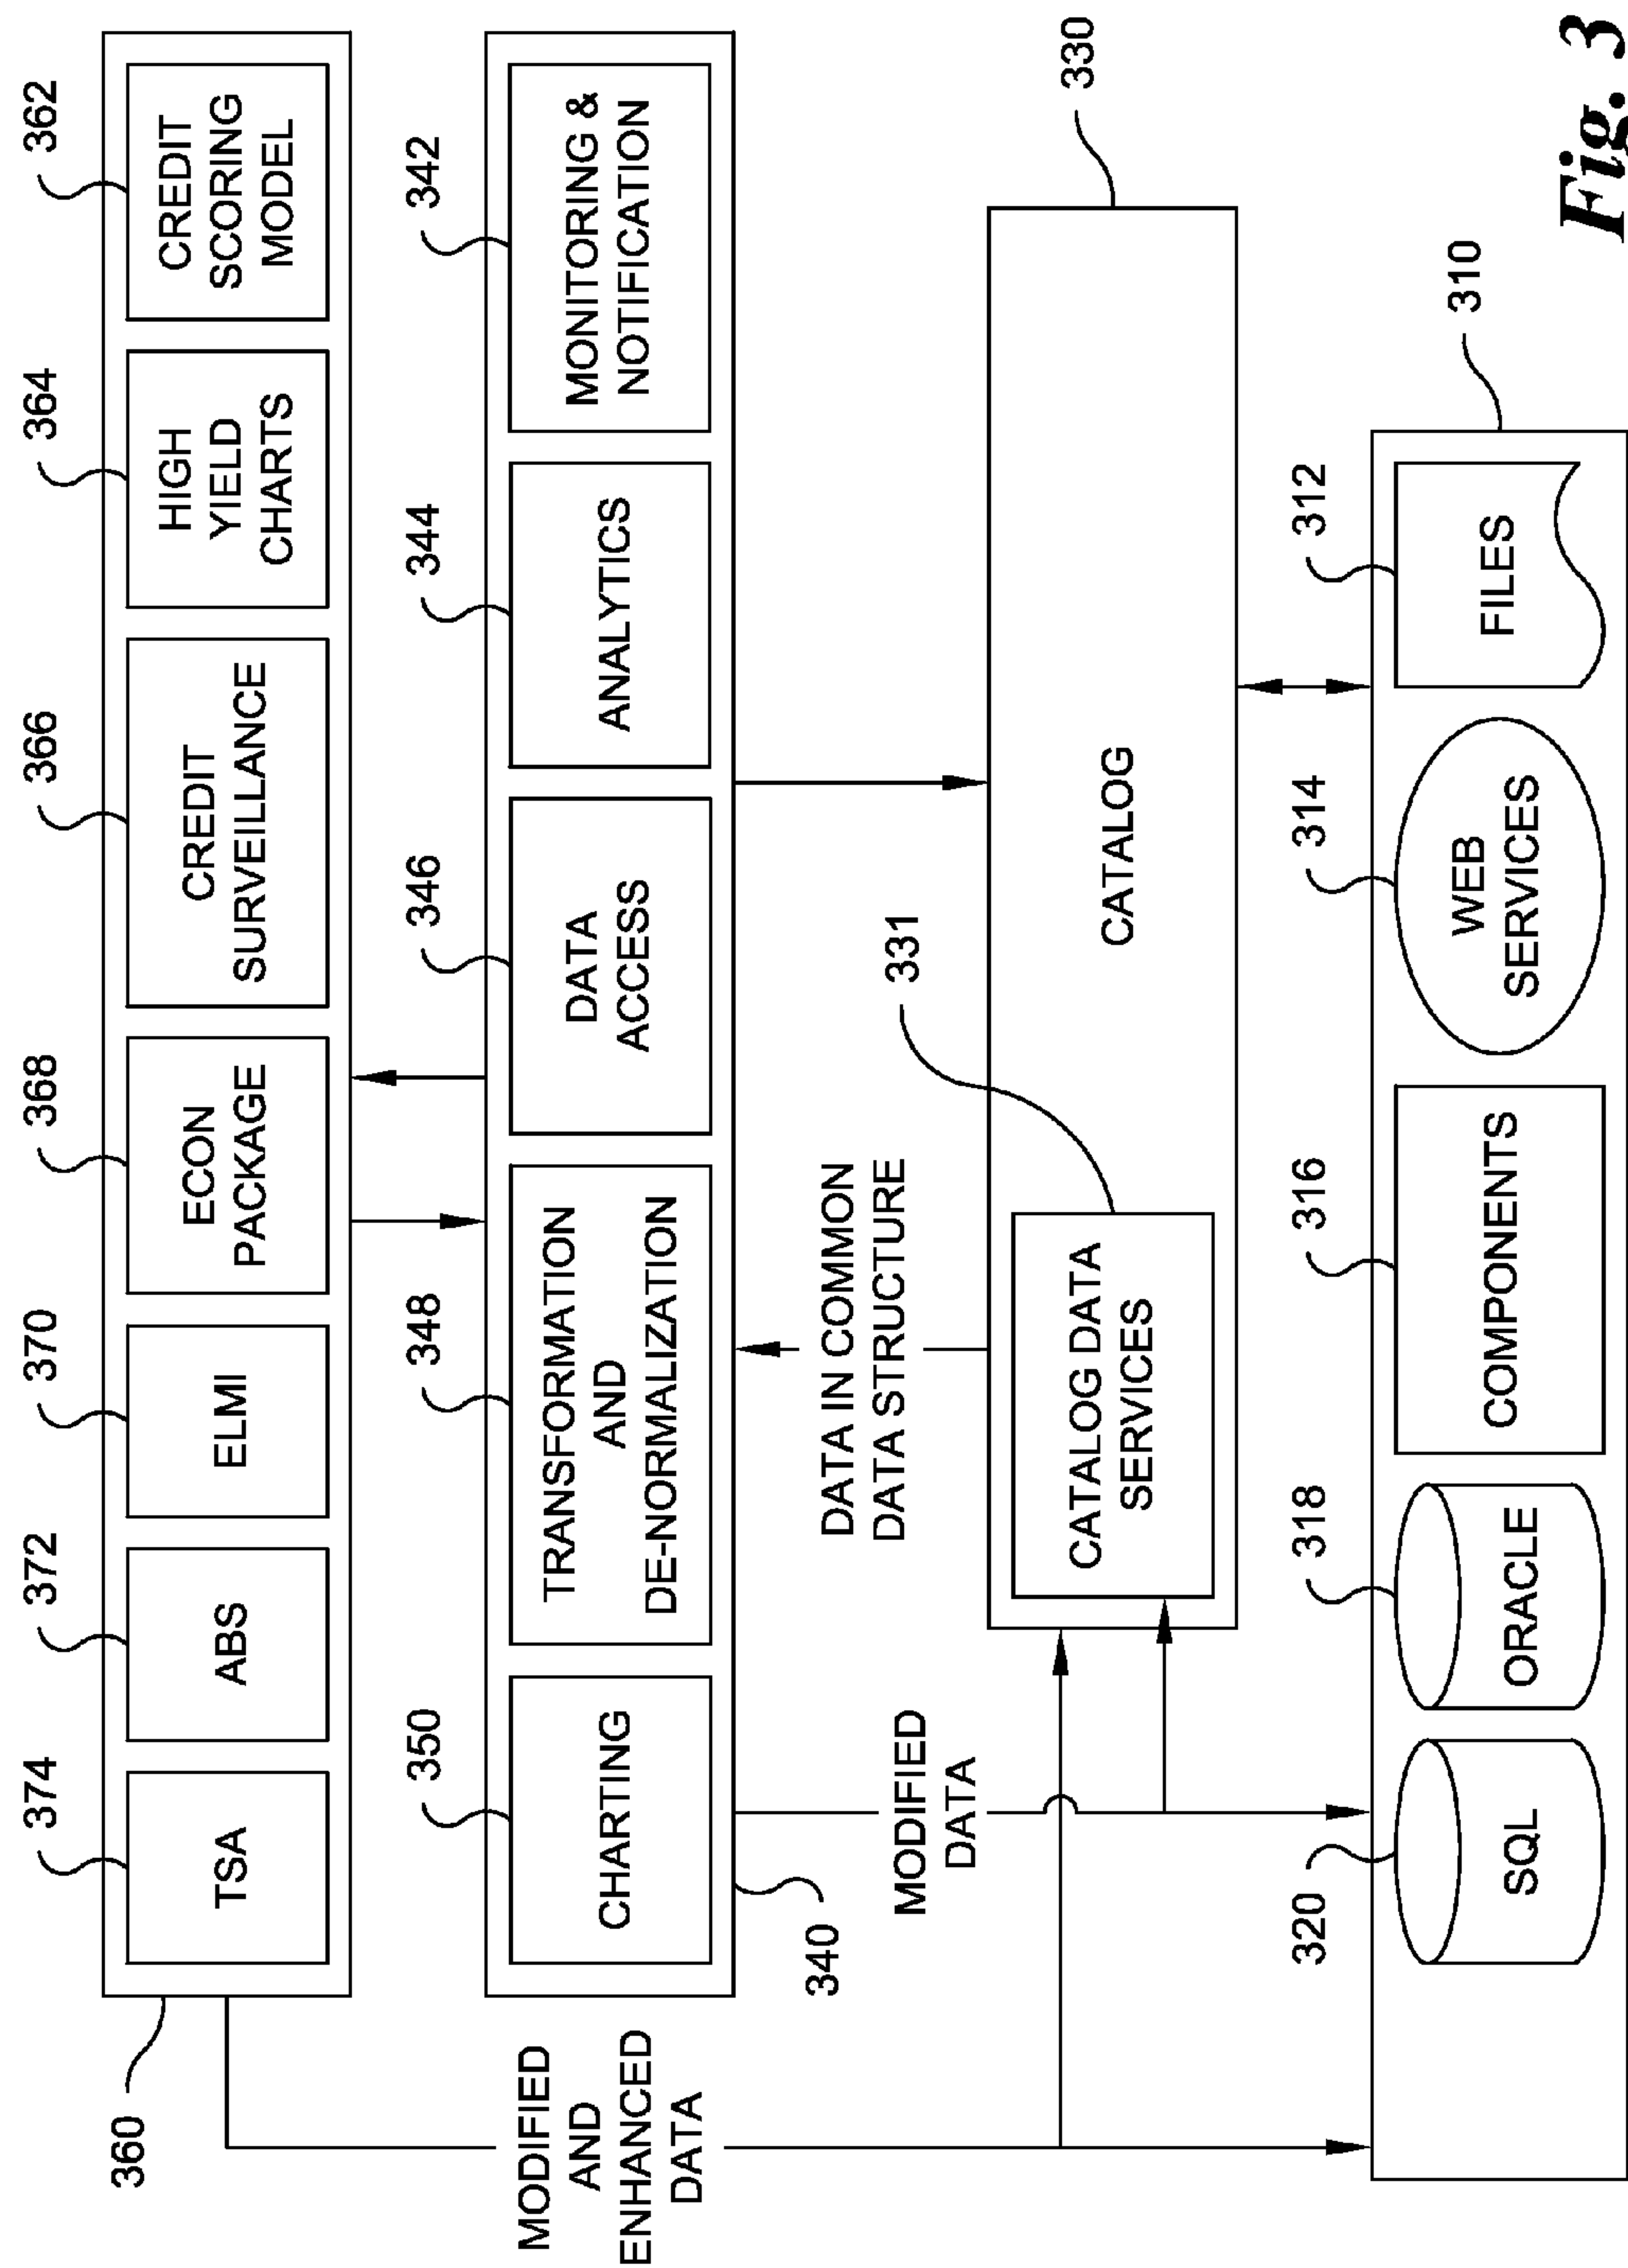 374
372
370
368
366
364
362
TSA
ABS
ELMI
ECON
PACKAGE
CREDIT
SURVEILLANCE
HIGH
YIELD
CHARTS
CREDIT
SCORING
MODEL
360
350
348
346
344
342
CHARTING
TRANSFORMATION
AND
DE-NORMALIZATION
DATA
ACCESS
ANALYTICS
MONITORING &
NOTIFICATION
MODIFIED
AND
ENHANCED
DATA
340
MODIFIED
DATA
DATA IN COMMON
DATA STRUCTURE
331
330
CATALOG DATA
SERVICES
CATALOG
320
318
316
314
312
310
SQL
ORACLE
COMPONENTS
WEB
SERVICES
FILES
Fig. 3